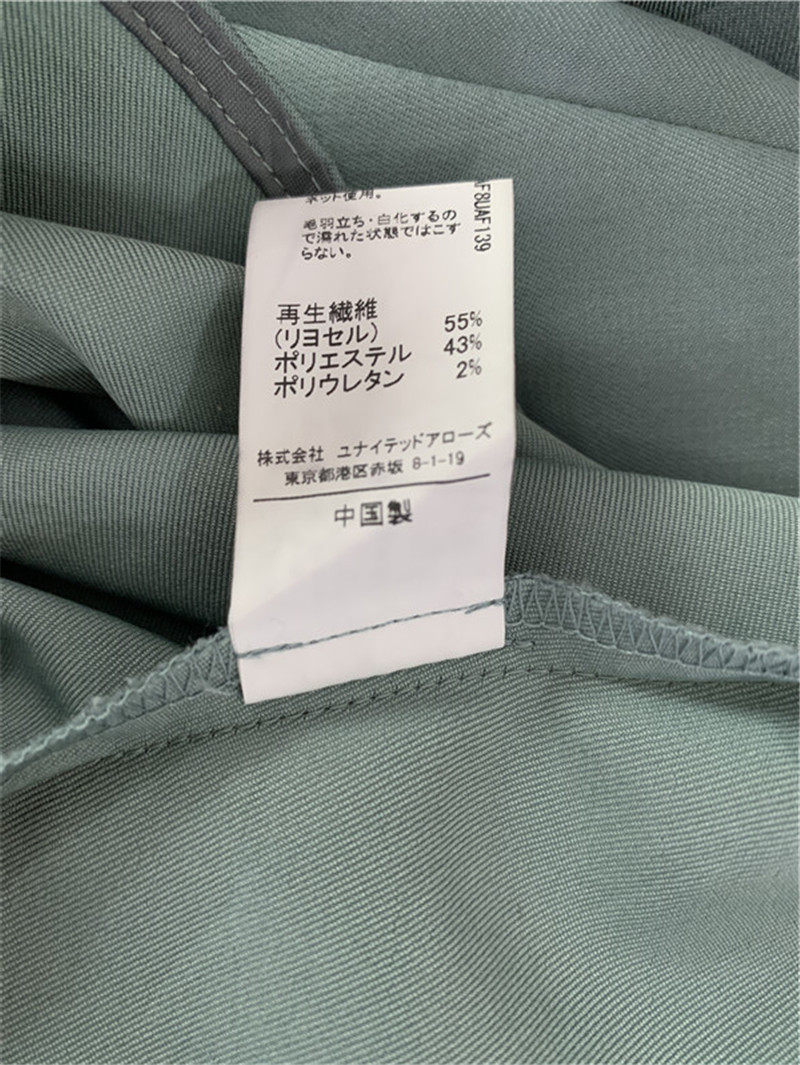 ネット使用。
毛羽立ち・白化するの
で濡れた状態ではこす
らない。
F8UAF139
再生繊維
(リヨセル) 55%
ポリエステル 43%
ポリウレタン 2%
株式会社 ユナイテッドアローズ
東京都港区赤坂 8-1-19
中国製